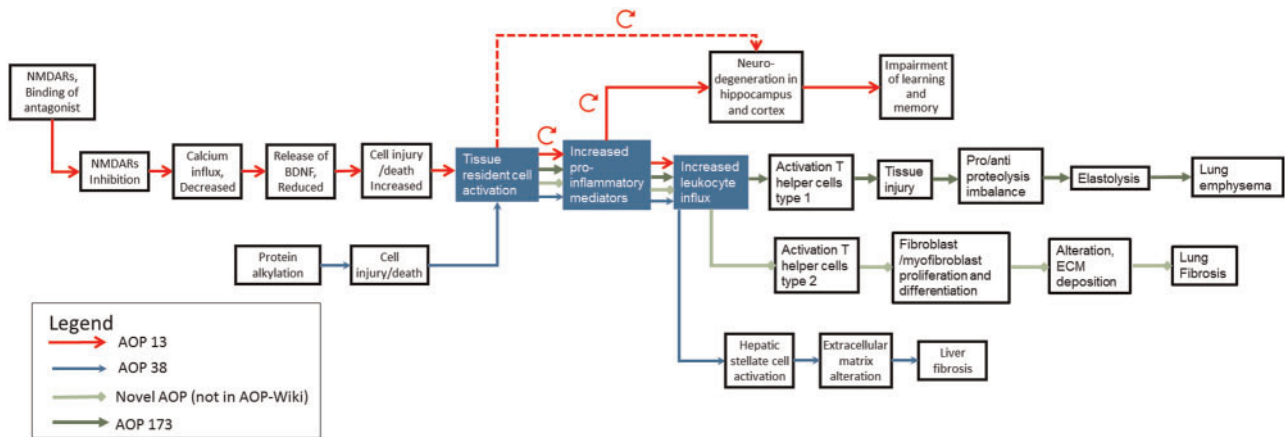 NMDARs,
Binding of
antagonist
NMDARs
Inhibition
Calcium
influx,
Decreased
Release of
BDNF,
Reduced
Cell injury
/death
Increased
Tissue
resident cell
activation
Increased
pro-
inflammatory
mediators
Increased
leukocyte
influx
Neuro-
degeneration in
hippocampus
and cortex
Impairment
of learning
and
memory
Activation T
helper cells
type 1
Tissue
injury
Pro/anti
proteolysis
imbalance
Elastolysis
Lung
emphysema
Protein
alkylation
Cell
injury/death
Activation T
helper cells
type 2
Fibroblast
/myofibroblast
proliferation and
differentiation
Alteration,
ECM
deposition
Lung
Fibrosis
Hepatic
stellate cell
activation
Extracellular
matrix
alteration
Liver
fibrosis
Legend
AOP 13
AOP 38
Novel AOP (not in AOP-Wiki)
AOP 173